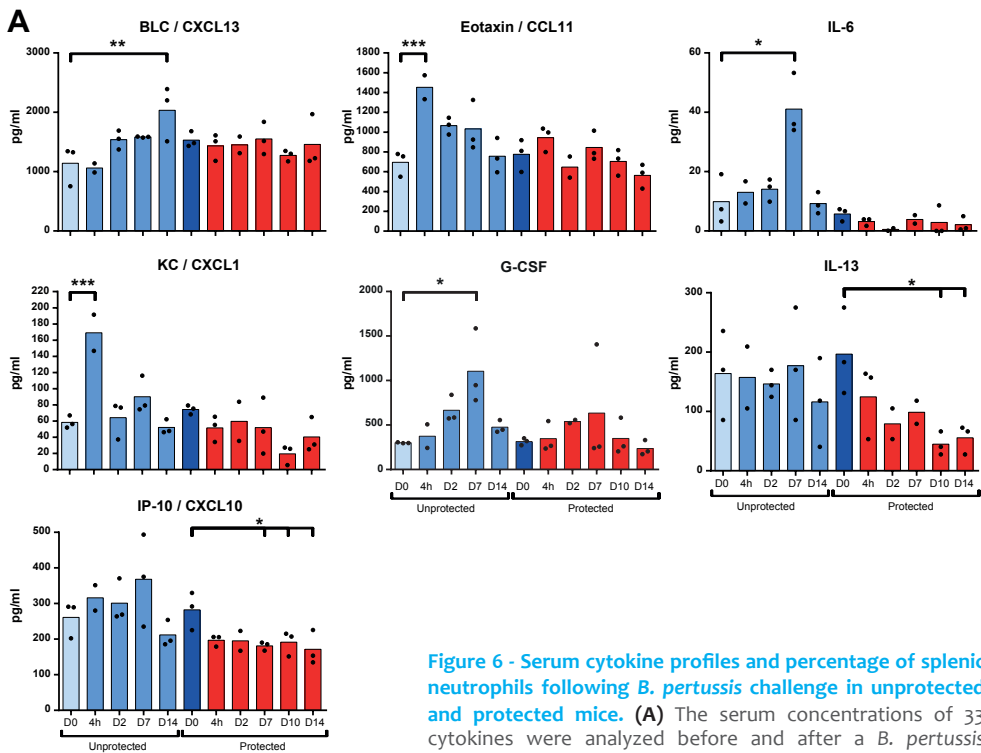 A
BLC / CXCL13
Eotaxin / CCL11
IL-6
3000
2000
1000
0
pg/ml
**
1800
1600
1400
1200
1000
800
600
400
200
0
pg/ml
***
60
40
20
0
pg/ml
*
KC / CXCL1
G-CSF
IL-13
220
200
180
160
140
120
100
80
60
40
20
0
pg/ml
***
2000
1500
1000
500
0
pg/ml
*
D0 4h D2 D7 D14 D0 4h D2 D7 D10 D14
Unprotected Protected
150
200
150
100
50
0
pg/ml
*
D0 4h D2 D7 D14 D0 4h D2 D7 D10 D14
Unprotected Protected
IP-10 / CXCL10
500
400
300
200
100
0
pg/ml
*
D0 4h D2 D7 D14 D0 4h D2 D7 D10 D14
Unprotected Protected
Figure 6 - Serum cytokine profiles and percentage of splenic
neutrophils following B. pertussis challenge in unprotected
and protected mice. (A) The serum concentrations of 33
cytokines were analyzed before and after a B. pertussis